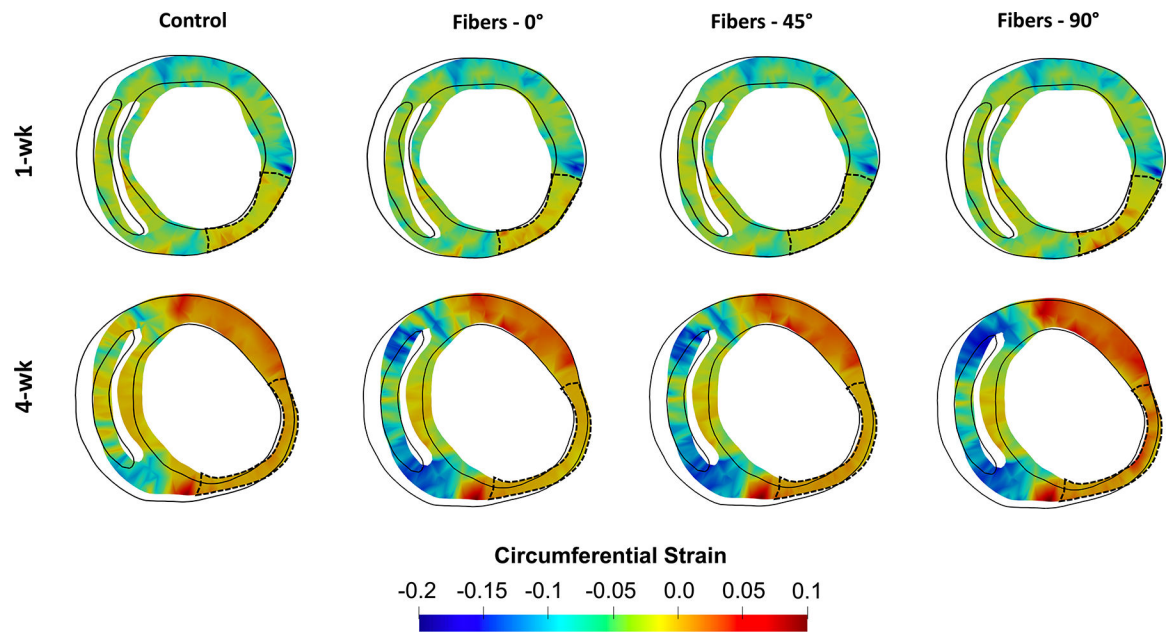 Control Fibers - 0° Fibers - 45° Fibers - 90°
1-wk
4-wk
Circumferential Strain
-0.2 -0.15 -0.1 -0.05 0.0 0.05 0.1